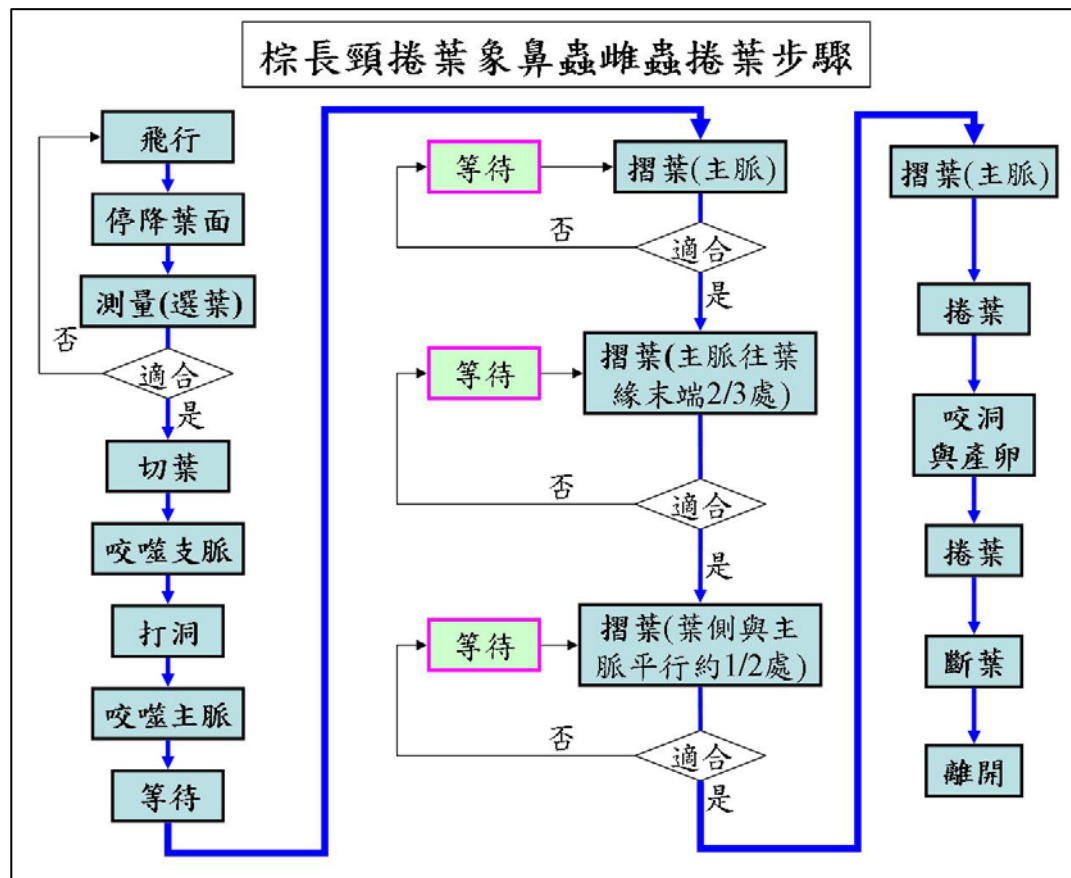 棕長頸捲葉象鼻蟲雌蟲捲葉步驟
飛行
停降葉面
測量(選葉)
否
適合
是
切葉
咬噬支脈
打洞
咬噬主脈
等待
等待
摺葉(主脈)
否
適合
是
等待
摺葉(主脈往葉
緣末端2/3處)
否
適合
是
等待
摺葉(葉側與主
脈平行約1/2處)
否
適合
是
摺葉(主脈)
捲葉
咬洞
與產卵
捲葉
斷葉
離開